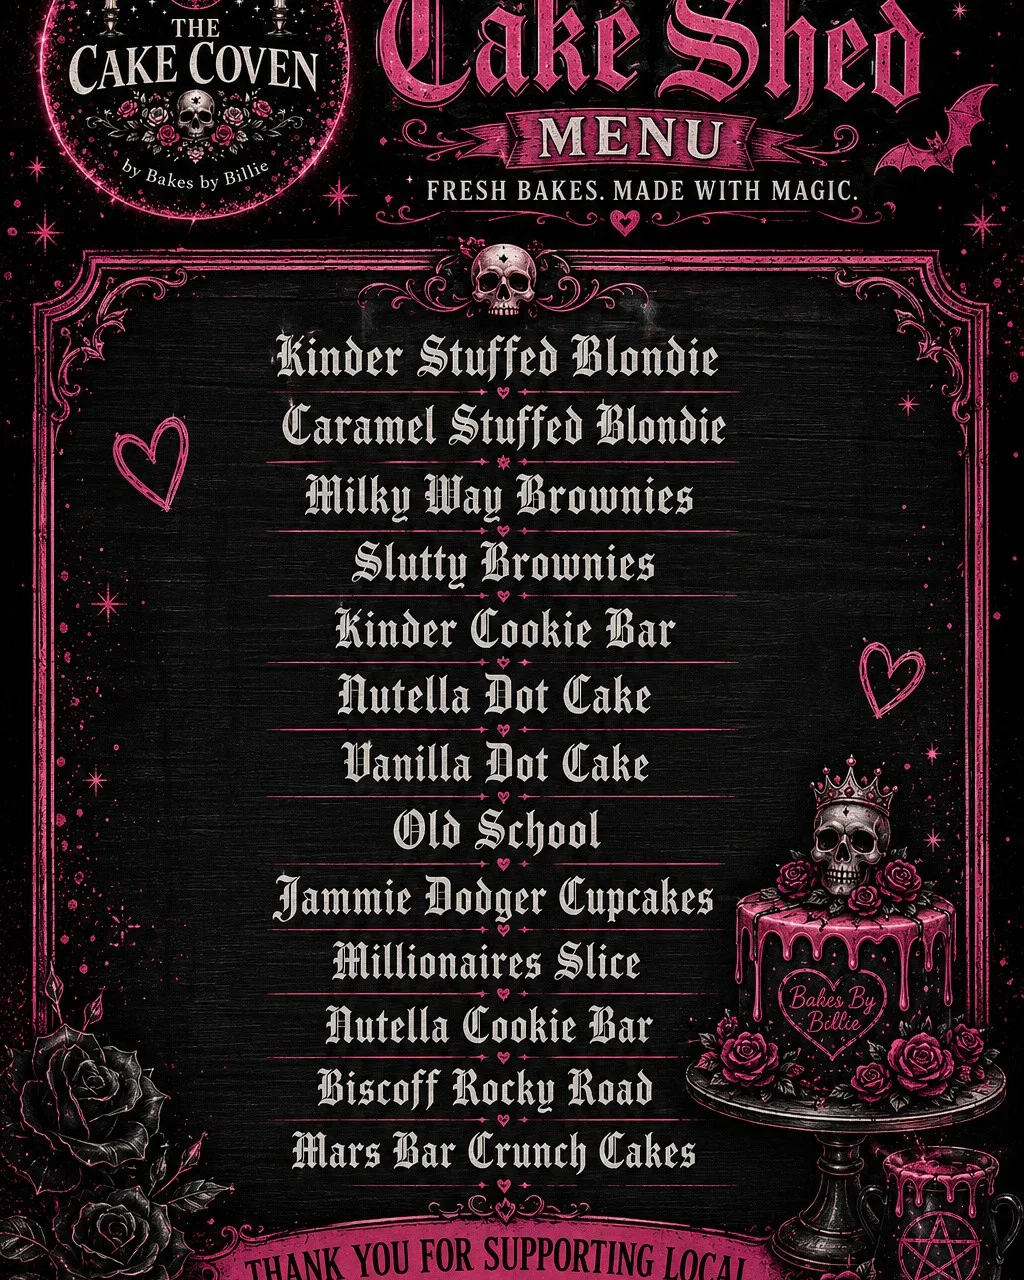 THE
CAKE COVEN
by Bakes by Billie
Cake Shed
MENU
FRESH BAKES. MADE WITH MAGIC.
Kinder Stuffed Blondie
Caramel Stuffed Blondie
Milky Way Brownies
Slutty Brownies
Kinder Cookie Bar
Nutella Dot Cake
Vanilla Dot Cake
Old School
Jammie Dodger Cupcakes
Millionaires Slice
Nutella Cookie Bar
Biscoff Rocky Road
Mars Bar Crunch Cakes
Bakes By
Billie
THANK YOU FOR SUPPORTING LOCAL